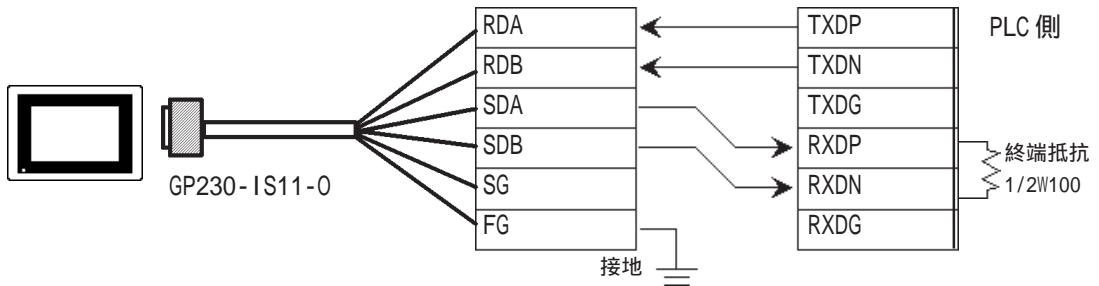 RDA
RDB
SDA
SDB
SG
FG
TXDP
TXDN
TXDG
RXDP
RXDN
RXDG
PLC 側
GP230-IS11-O
終端抵抗
1/2W100
接地